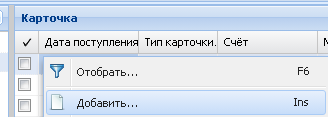 Карточка
Дата поступления Тип карточки. Счёт
Отобрать... F6
Добавить... Ins